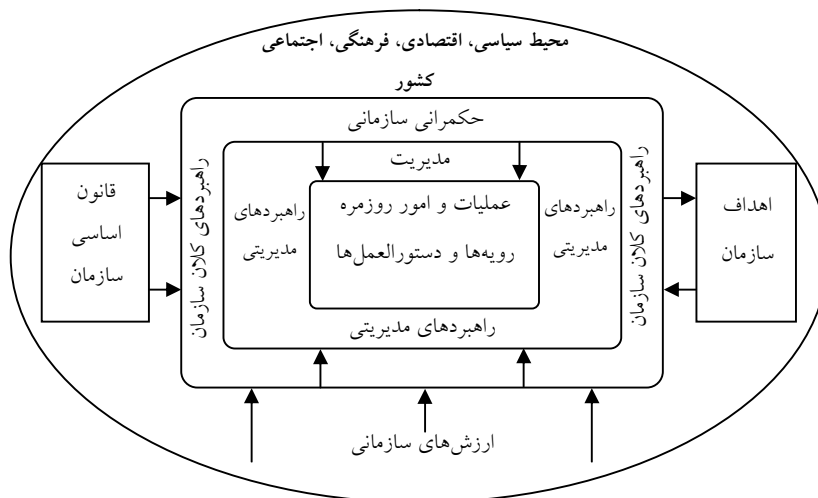 محیط سیاسی، اقتصادی، فرهنگی، اجتماعی
کشور
حکمرانی سازمانی
مدیریت
قانون
اساسی
سازمان
راهبردهای کلان سازمان
راهبردهای
مدیریتی
عملیات و امور روزمره
رویه‌ها و دستورالعمل‌ها
راهبردهای
مدیریتی
راهبردهای کلان سازمان
اهداف
سازمان
راهبردهای مدیریتی
ارزش‌های سازمانی